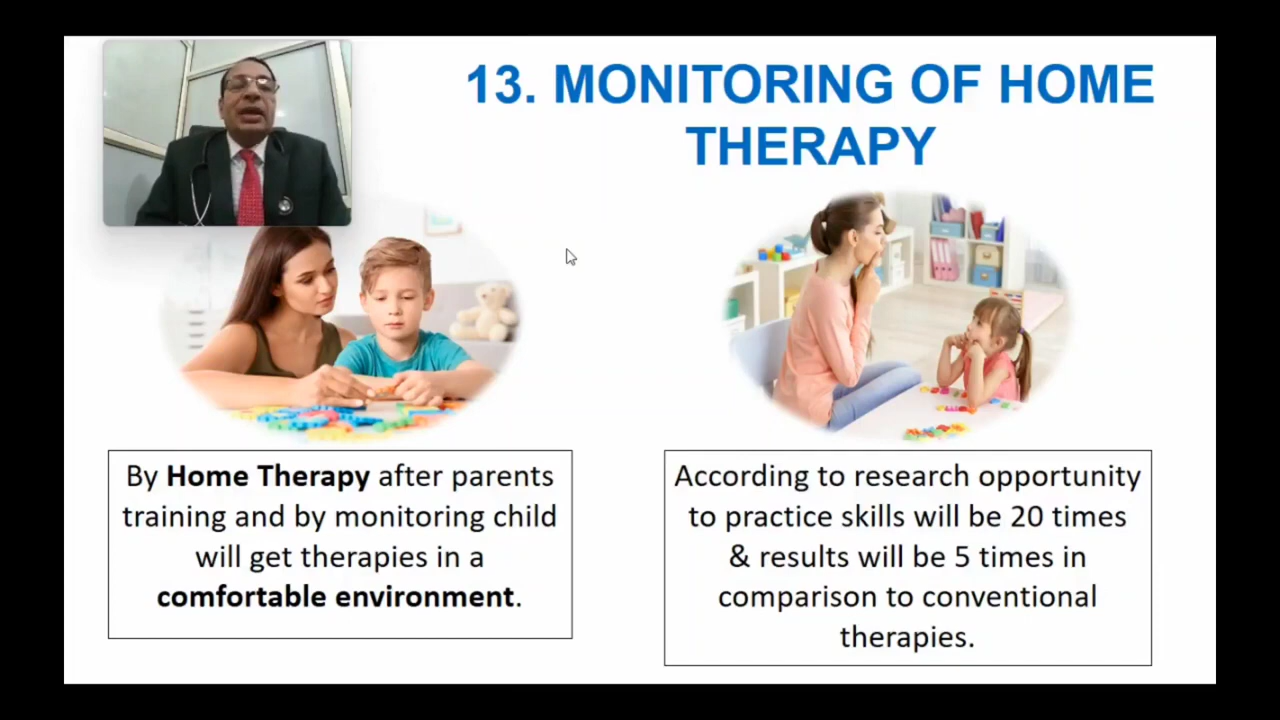 13. MONITORING OF HOME
THERAPY
By Home Therapy after parents
training and by monitoring child
will get therapies in a
comfortable environment.
According to research opportunity
to practice skills will be 20 times
& results will be 5 times in
comparison to conventional
therapies.